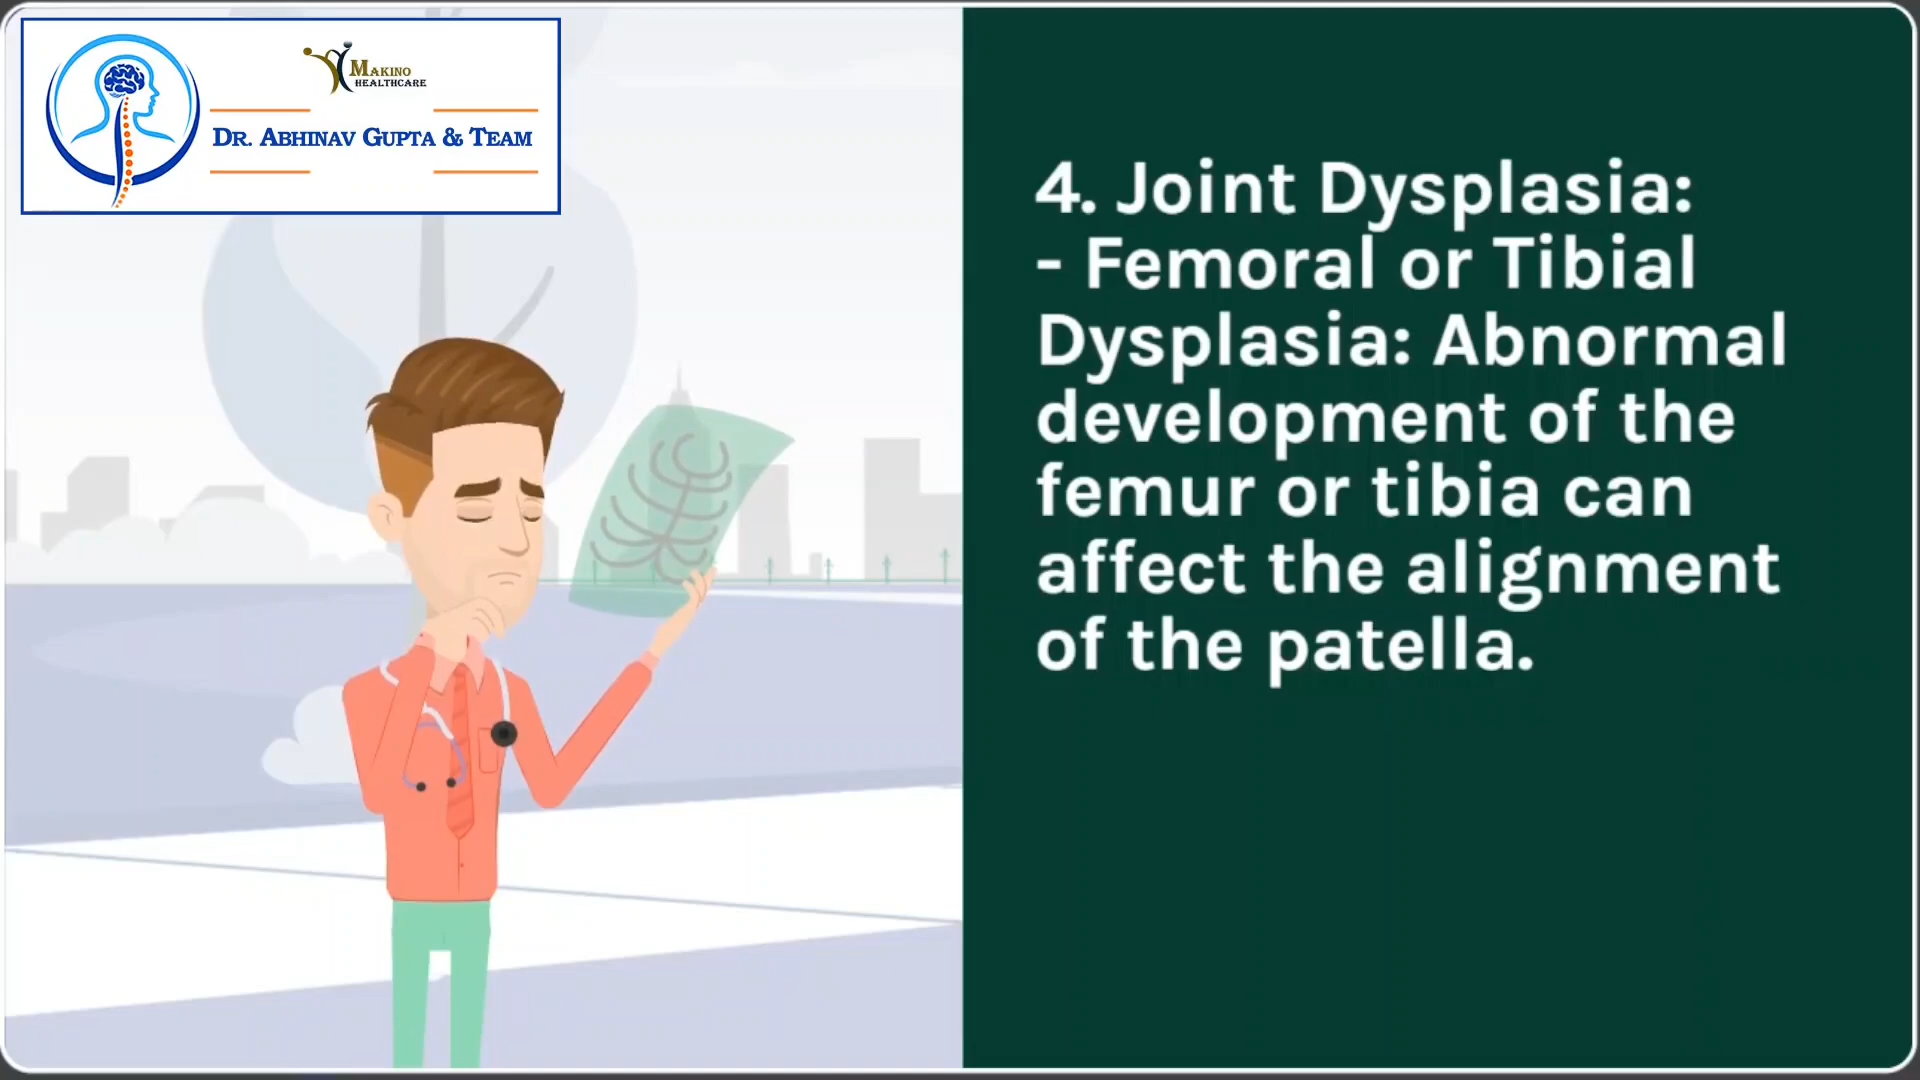 MAKINO
HEALTHCARE
DR. ABHINAV GUPTA & TEAM
4. Joint Dysplasia:
- Femoral or Tibial
Dysplasia: Abnormal
development of the
femur or tibia can
affect the alignment
of the patella.